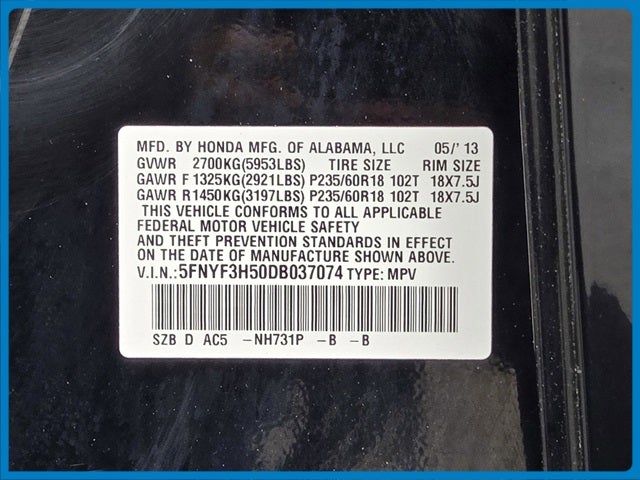 MFD. BY HONDA MFG. OF ALABAMA, LLC 05/' 13
GVWR 2700KG(5953LBS) TIRE SIZE RIM SIZE
GAWR F 1325KG(2921LBS) P235/60R18 102T 18X7.5J
GAWR R1450KG(3197LBS) P235/60R18 102T 18X7.5J
THIS VEHICLE CONFORMS TO ALL APPLICABLE
FEDERAL MOTOR VEHICLE SAFETY
AND THEFT PREVENTION STANDARDS IN EFFECT
ON THE DATE OF MANUFACTURE SHOWN ABOVE.
V.I.N.: 5FNYF3H50DB037074 TYPE: MPV
SZB D AC5 -NH731P -B -B